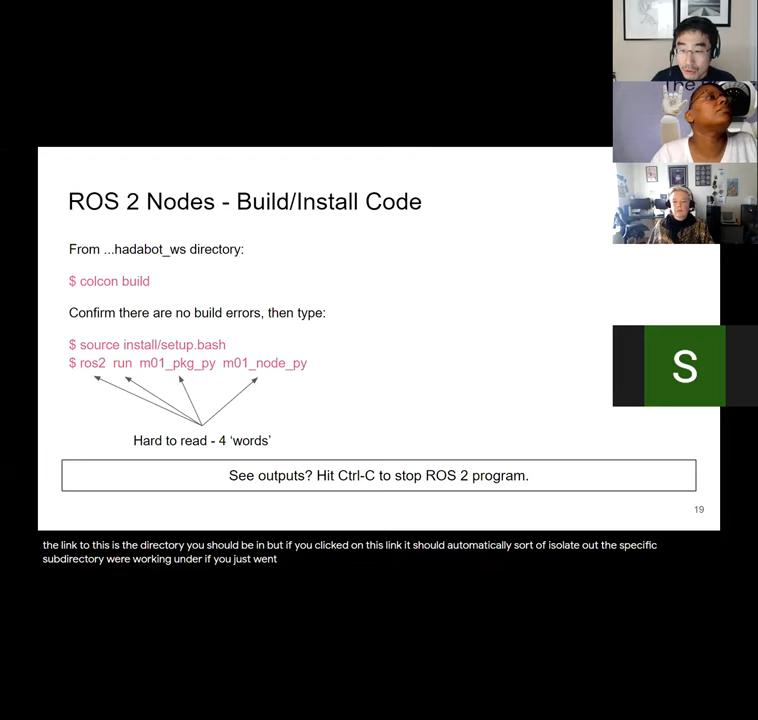 The
ROS 2 Nodes - Build/Install Code
From ...hadabot_ws directory:
$ colcon build
Confirm there are no build errors, then type:
$ source install/setup.bash
$ ros2 run m01_pkg_py m01_node_py
Hard to read - 4 'words'
See outputs? Hit Ctrl-C to stop ROS 2 program.
19
S
the link to this is the directory you should be in but if you clicked on this link it should automatically sort of isolate out the specific
subdirectory were working under if you just went